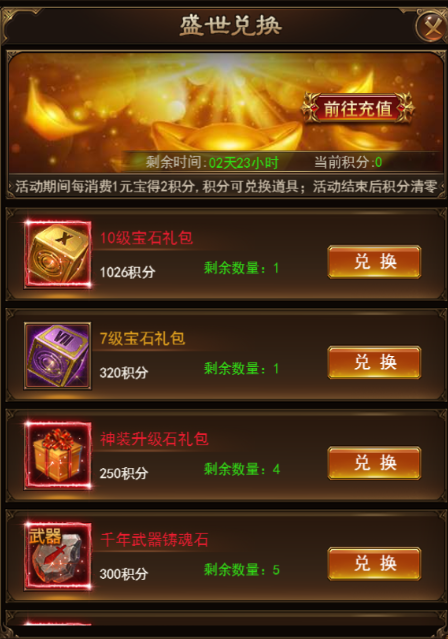 盛世兑换
前往充值
剩余时间:02天23小时 当前积分:0
活动期间每消费1元宝得2积分,积分可兑换道具；活动结束后积分清零
X
10级宝石礼包
1026积分 剩余数量：1 兑换
VII
7级宝石礼包
320积分 剩余数量：1 兑换
神装升级石礼包
250积分 剩余数量：4 兑换
武器
千年武器铸魂石
300积分 剩余数量：5 兑换